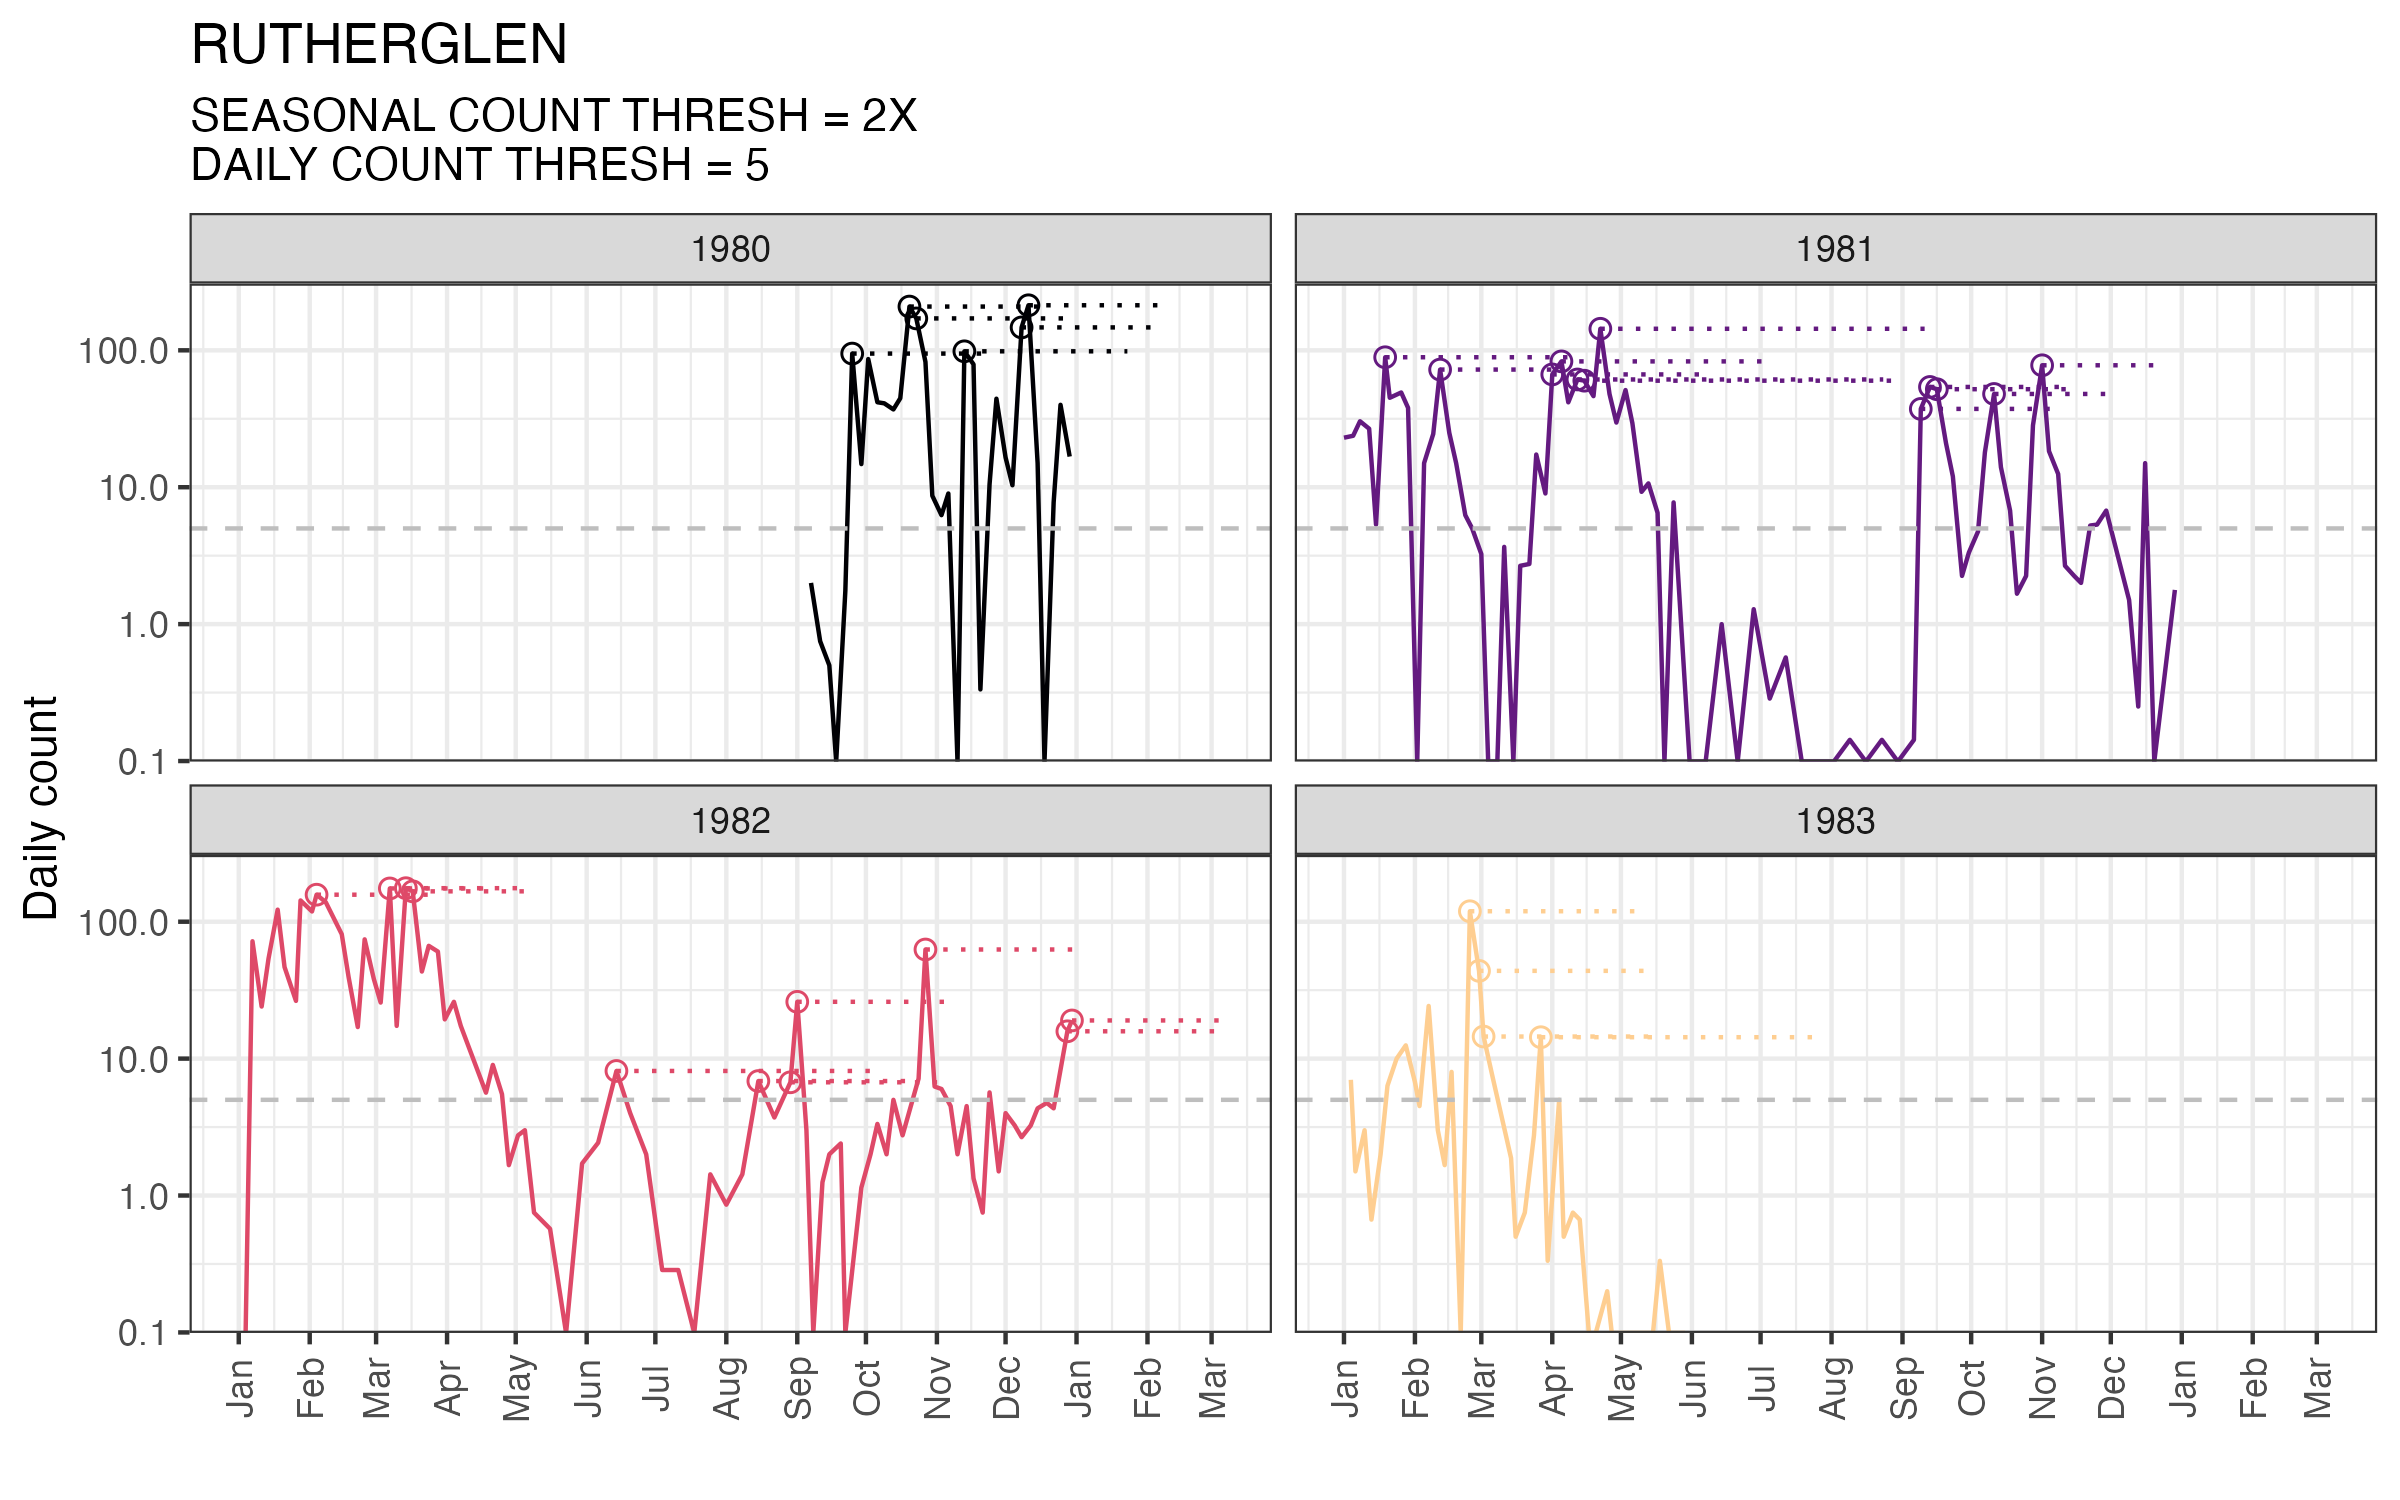 RUTHERGLEN
SEASONAL COUNT THRESH = 2X
DAILY COUNT THRESH = 5
1980
1981
100.0
10.0
1.0
0.1
1982
1983
100.0
10.0
1.0
0.1
Daily count
Jan Feb Mar Apr May Jun Jul Aug Sep Oct Nov Dec Jan Feb Mar
Jan Feb Mar Apr May Jun Jul Aug Sep Oct Nov Dec Jan Feb Mar